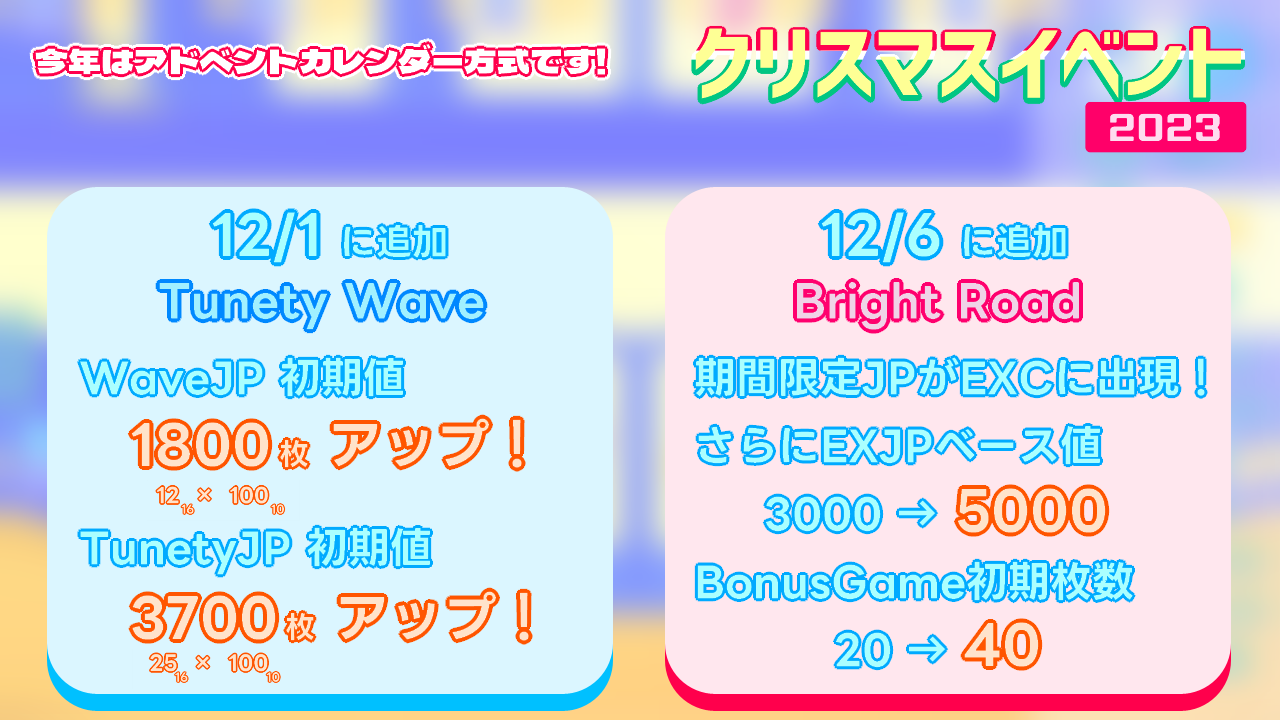 今年はアドベントカレンダー方式です!
クリスマスイベント
2023
12/1 に追加
Tunety Wave
WaveJP 初期値
1800枚 アップ！
12₁₆ × 100₁₀
TunetyJP 初期値
3700枚 アップ！
25₁₆ × 100₁₀
12/6 に追加
Bright Road
期間限定JPがEXCに出現！
さらにEXJPベース値
3000 → 5000
BonusGame初期枚数
20 → 40